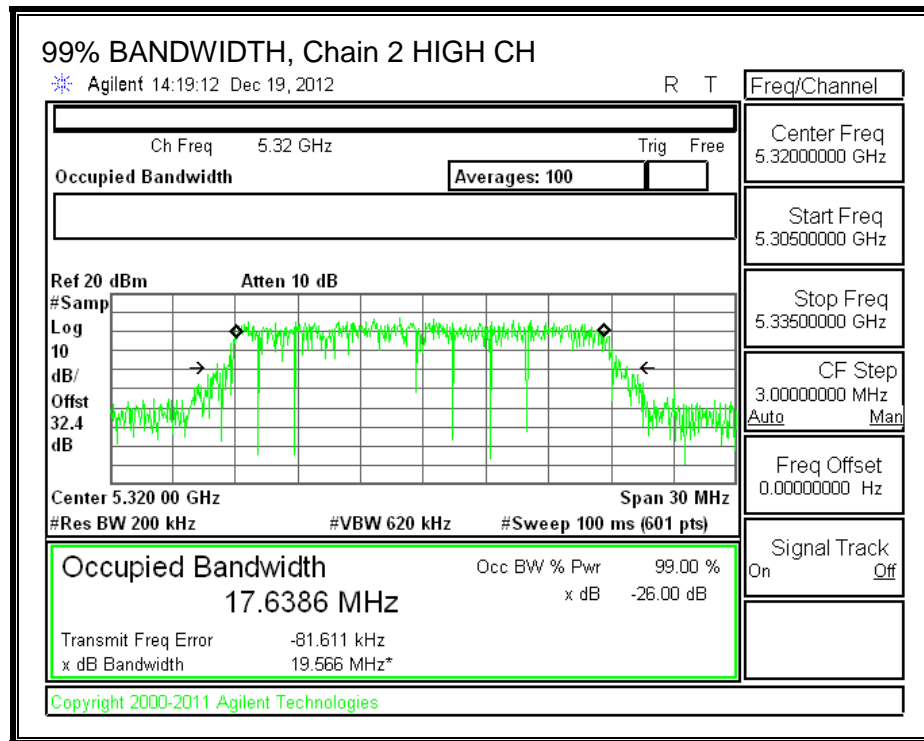 99% BANDWIDTH, Chain 2 HIGH CH
Agilent 14:19:12 Dec 19, 2012 R T
Freq/Channel
Ch Freq 5.32 GHz Trig Free
Occupied Bandwidth Averages: 100
Center Freq
5.32000000 GHz
Start Freq
5.30500000 GHz
Stop Freq
5.33500000 GHz
CF Step
3.00000000 MHz
Auto Man
Freq Offset
0.00000000 Hz
Signal Track
On Off
Ref 20 dBm Atten 10 dB
#Samp
Log
10
dB/
Offst
32.4
dB
Center 5.320 00 GHz Span 30 MHz
#Res BW 200 kHz #VBW 620 kHz #Sweep 100 ms (601 pts)
Occupied Bandwidth Occ BW % Pwr 99.00 %
17.6386 MHz x dB -26.00 dB
Transmit Freq Error -81.611 kHz
x dB Bandwidth 19.566 MHz*
Copyright 2000-2011 Agilent Technologies